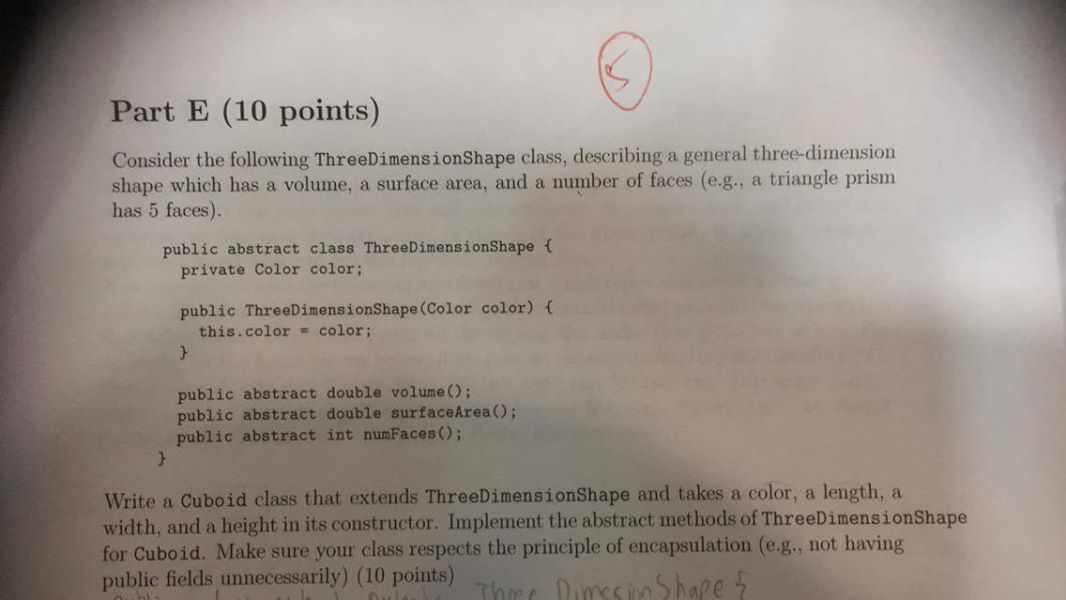 5
Part E (10 points)
Consider the following ThreeDimensionShape class, describing a general three-dimension
shape which has a volume, a surface area, and a number of faces (e.g., a triangle prism
has 5 faces).
public abstract class ThreeDimensionShape {
private Color color;
public ThreeDimensionShape(Color color) {
this.color = color;
}
public abstract double volume();
public abstract double surfaceArea();
public abstract int numFaces();
}
Write a Cuboid class that extends ThreeDimensionShape and takes a color, a length, a
width, and a height in its constructor. Implement the abstract methods of ThreeDimensionShape
for Cuboid. Make sure your class respects the principle of encapsulation (e.g., not having
public fields unnecessarily) (10 points)
Three DimesionShape {